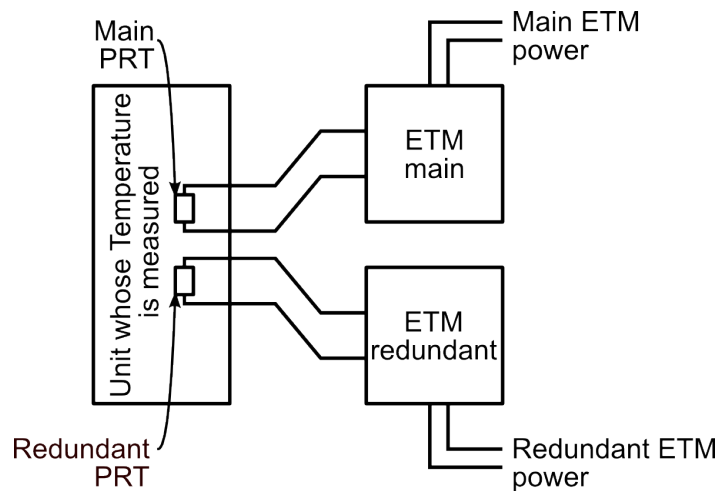 Main
PRT
Main ETM
power
Unit whose Temperature
is measured
ETM
main
ETM
redundant
Redundant
PRT
Redundant ETM
power